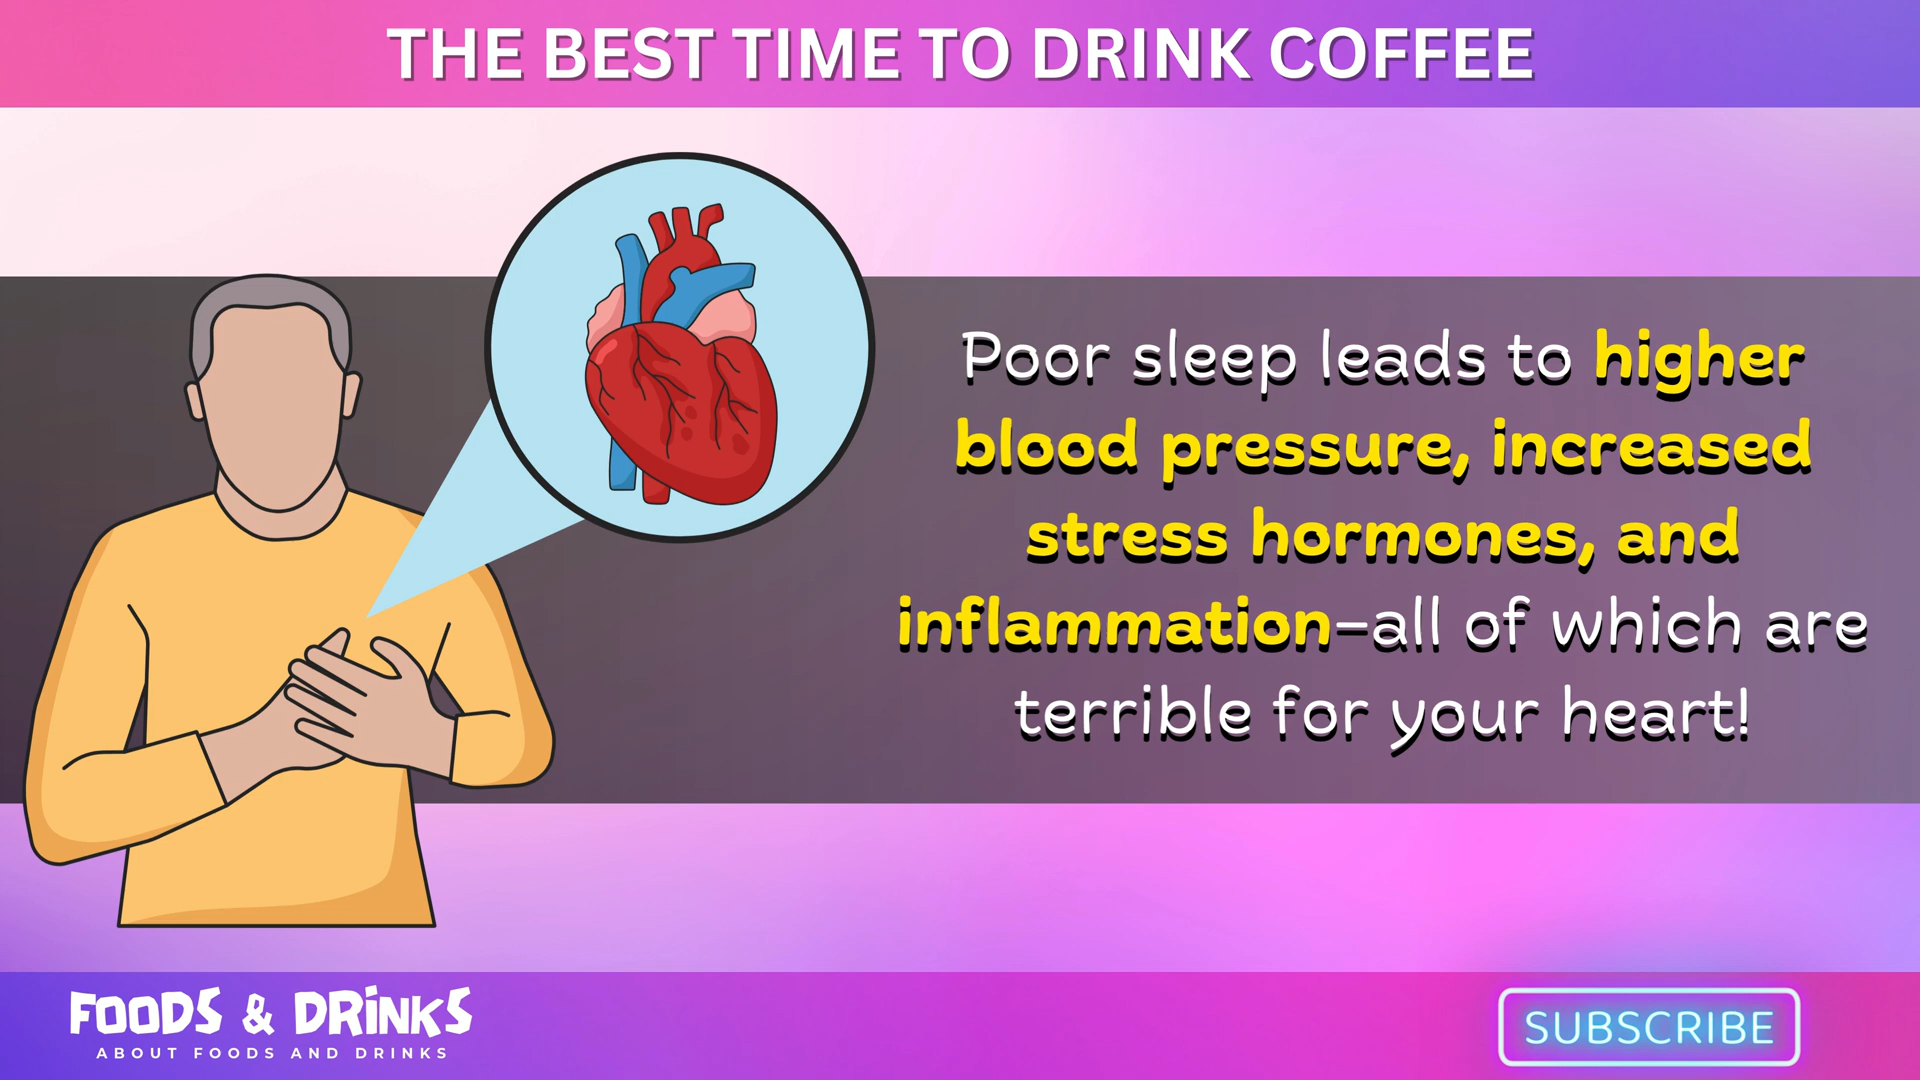 THE BEST TIME TO DRINK COFFEE
Poor sleep leads to higher
blood pressure, increased
stress hormones, and
inflammation–all of which are
terrible for your heart!
FOODS & DRiNKS
ABOUT FOODS AND DRINKS
SUBSCRIBE